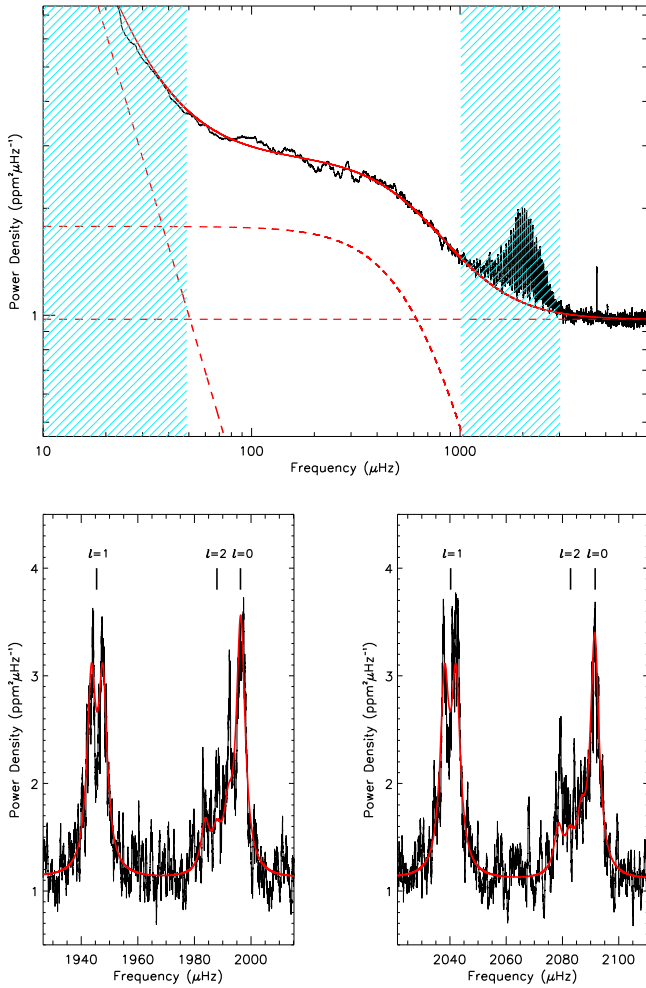 Power Density (ppm²μHz⁻¹)
1
10
100
1000
Frequency (μHz)
l=1
l=2
l=0
4
3
2
1
Power Density (ppm²μHz⁻¹)
1940
1960
1980
2000
Frequency (μHz)
l=1
l=2
l=0
4
3
2
1
Power Density (ppm²μHz⁻¹)
2040
2060
2080
2100
Frequency (μHz)